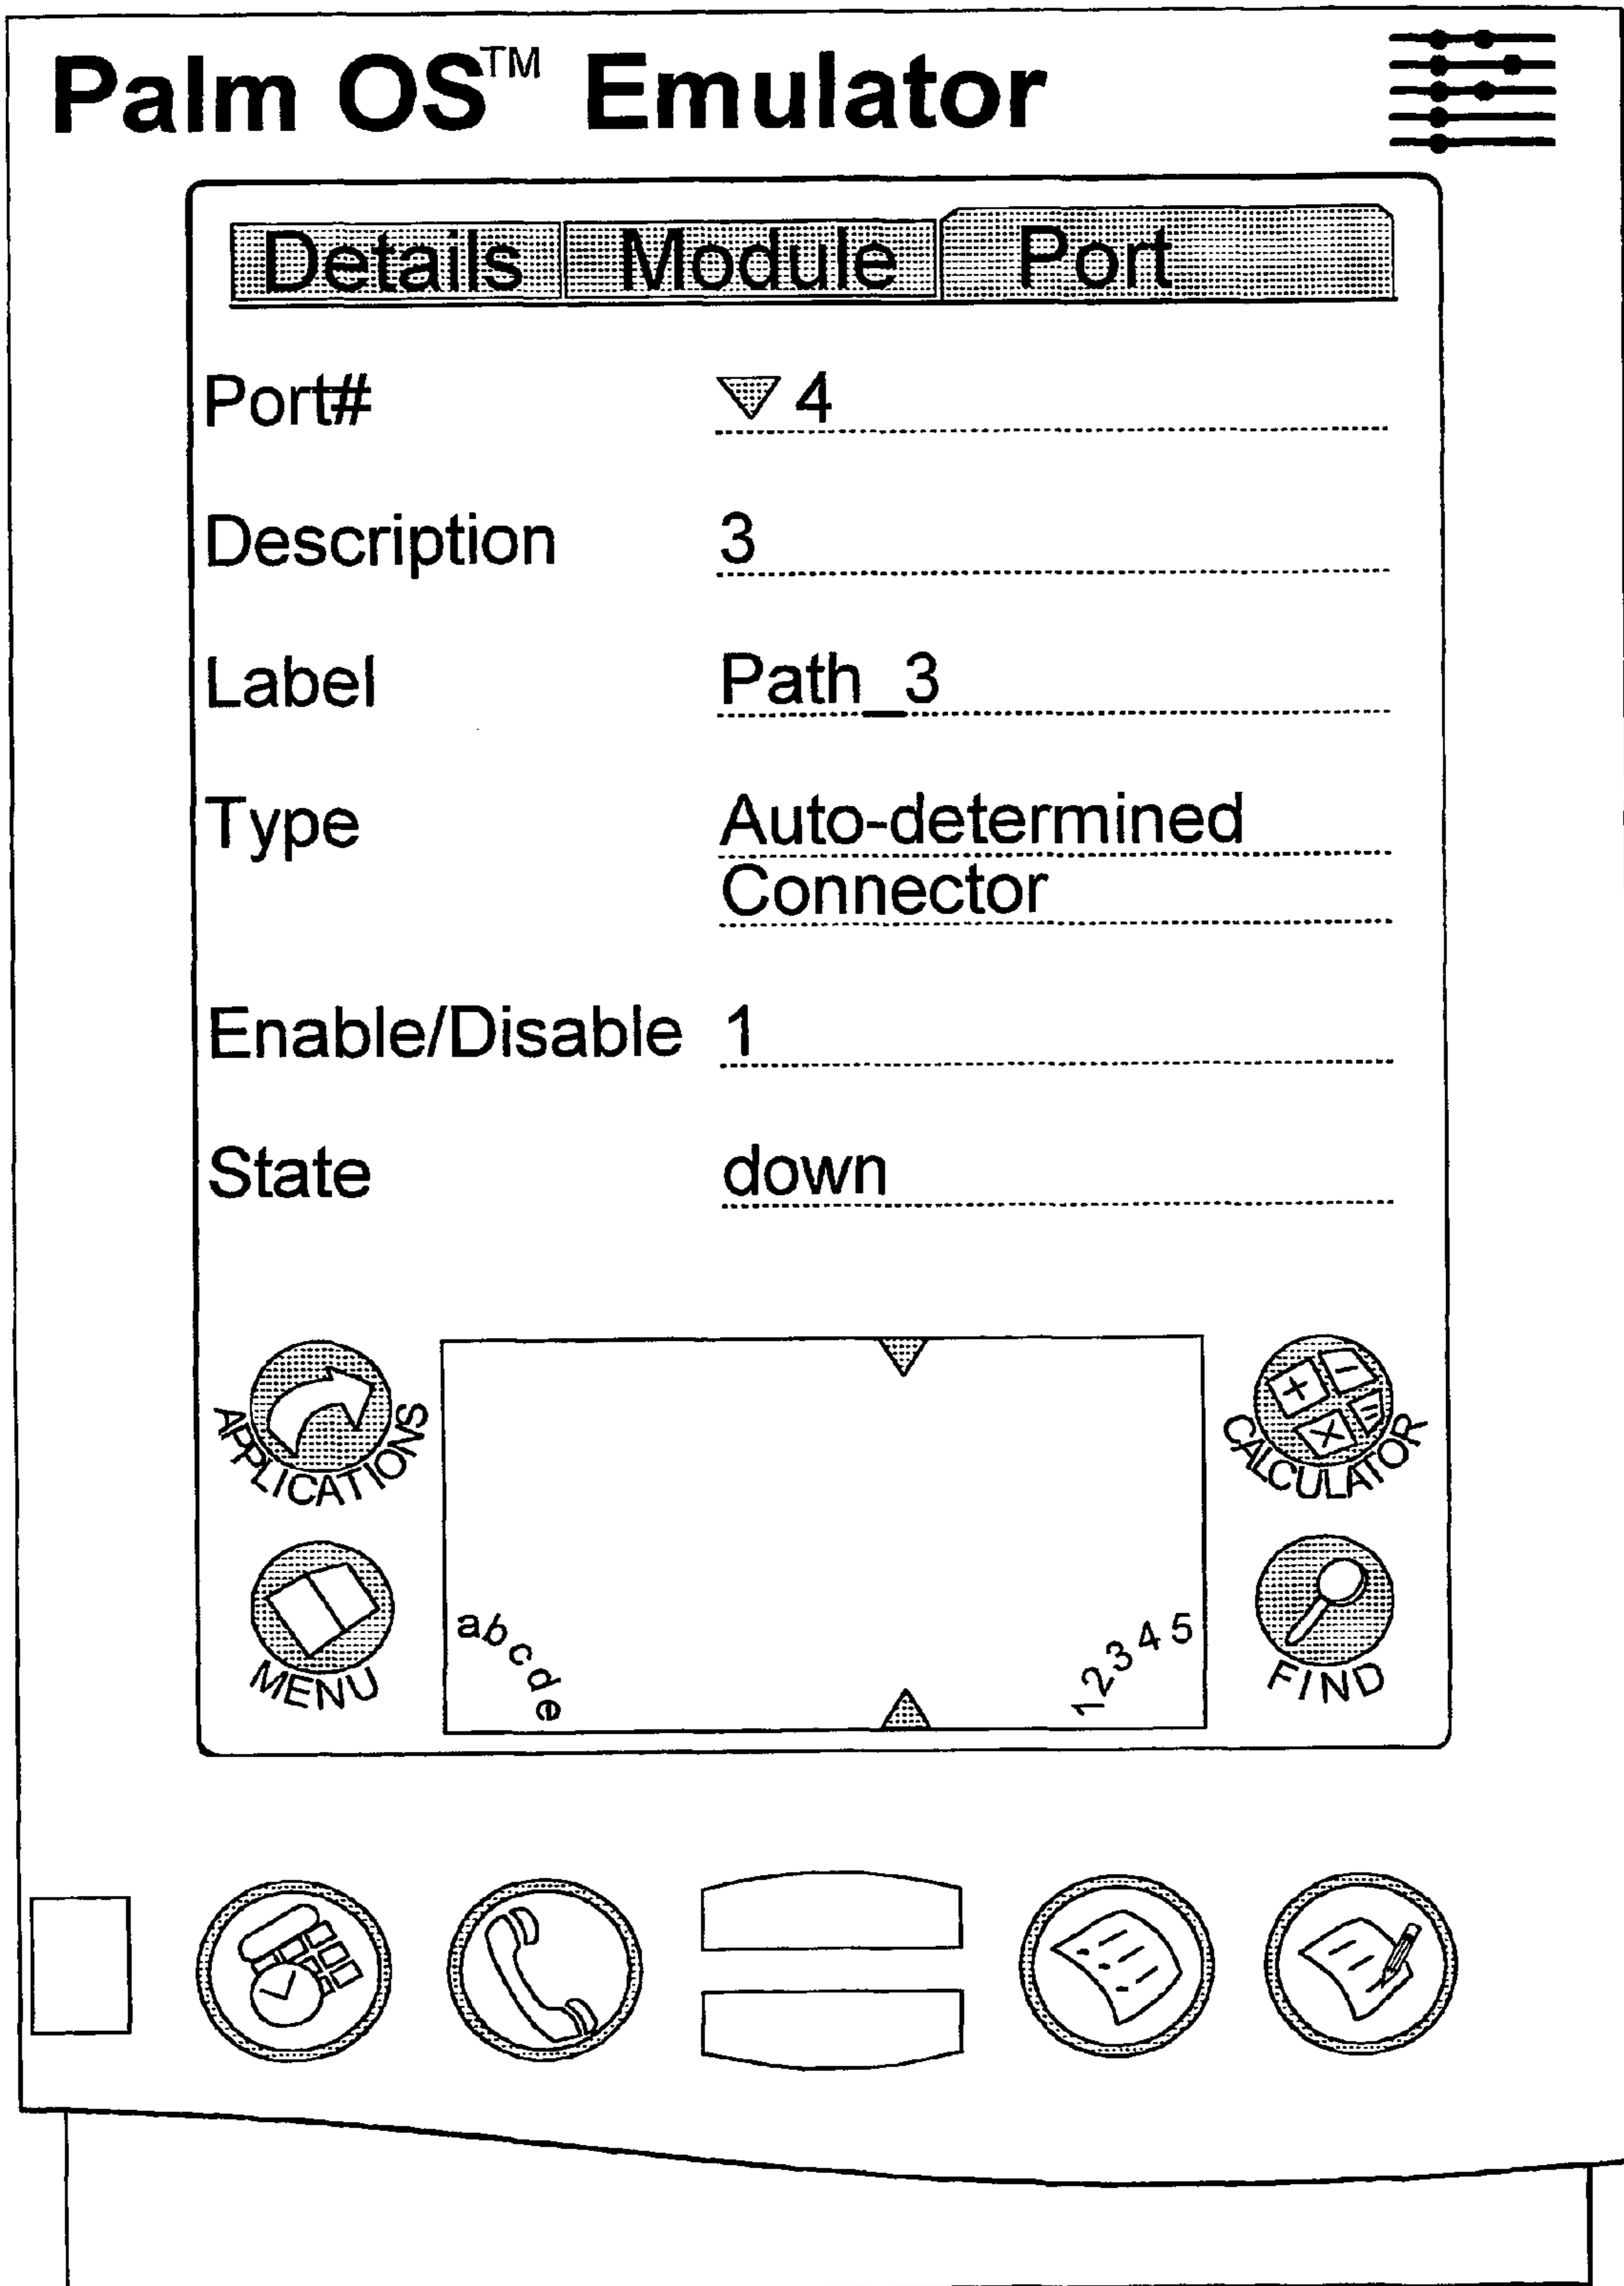 Palm OS™ Emulator
Details Module Port
Port# 4
Description 3
Label Path_3
Type Auto-determined
Connector
Enable/Disable 1
State down
APPLICATIONS
CALCULATOR
MENU
abcde
12345
FIND